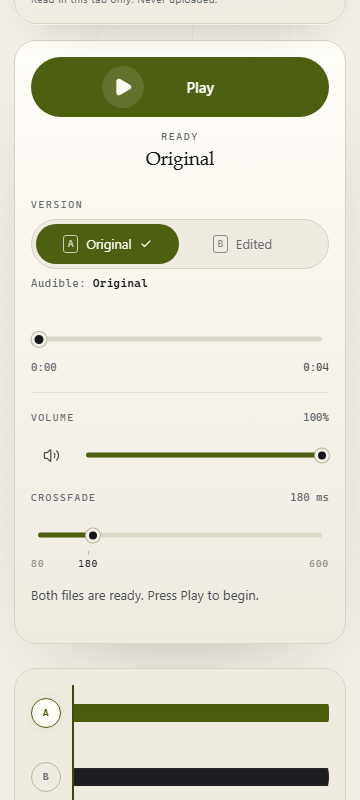 Read in this tab only. Never uploaded.
Play
READY
Original
VERSION
A Original
B Edited
Audible: Original
0:00 0:04
VOLUME 100%
CROSSFADE 180 ms
80 180 600
Both files are ready. Press Play to begin.
A
B